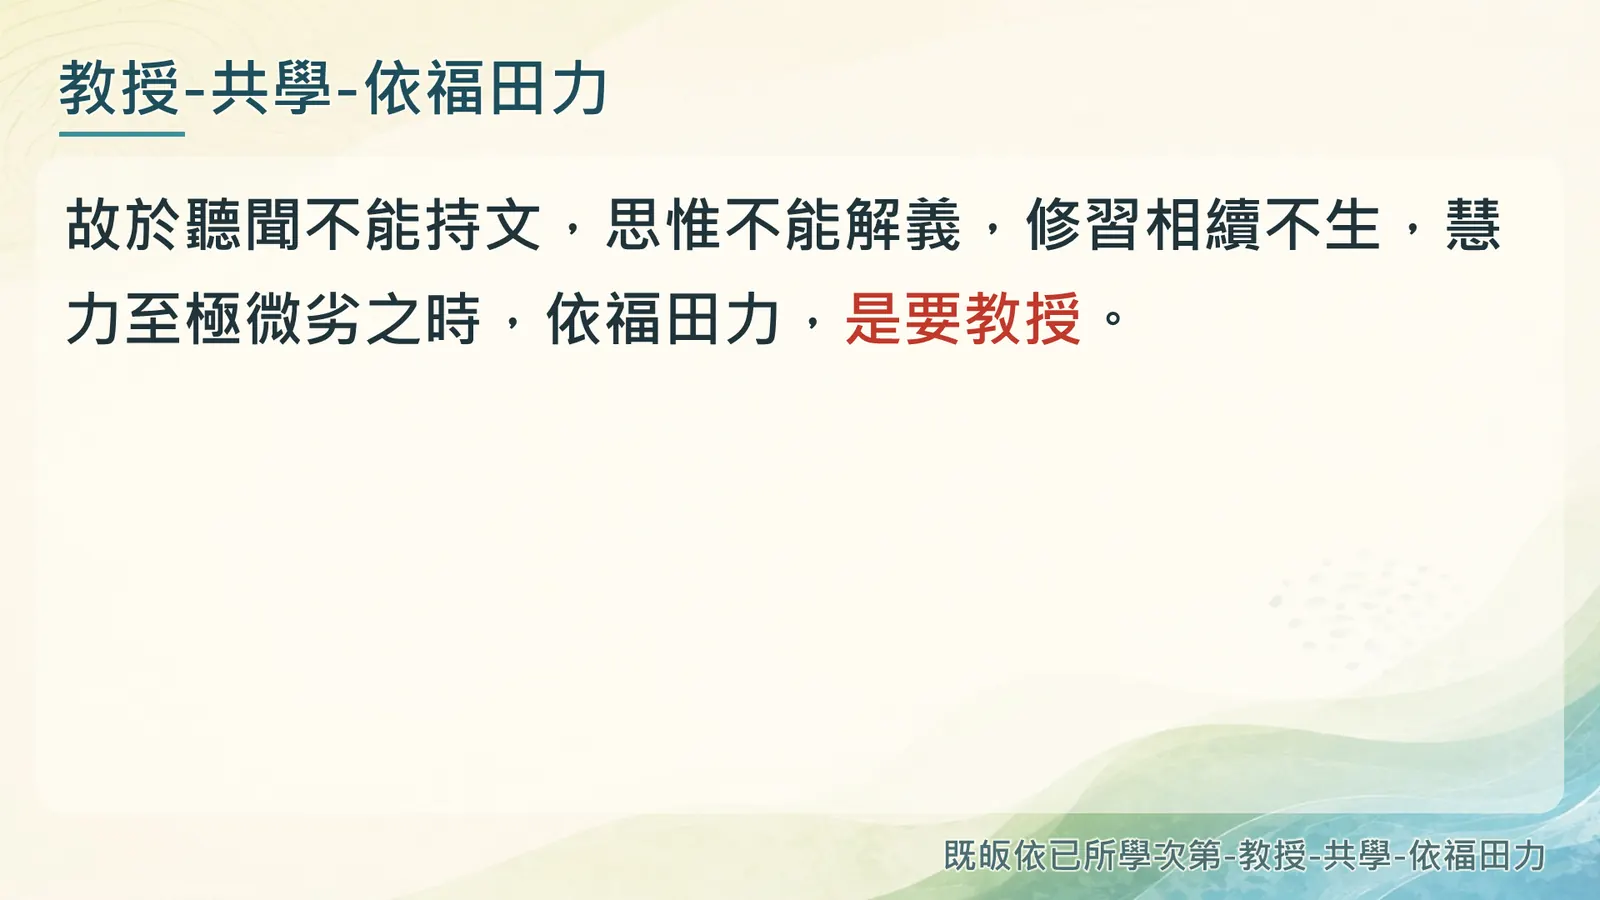 教授-共學-依福田力
故於聽聞不能持文，思惟不能解義，修習相續不生，慧
力至極微劣之時，依福田力，是要教授。
既皈依已所學次第-教授-共學-依福田力